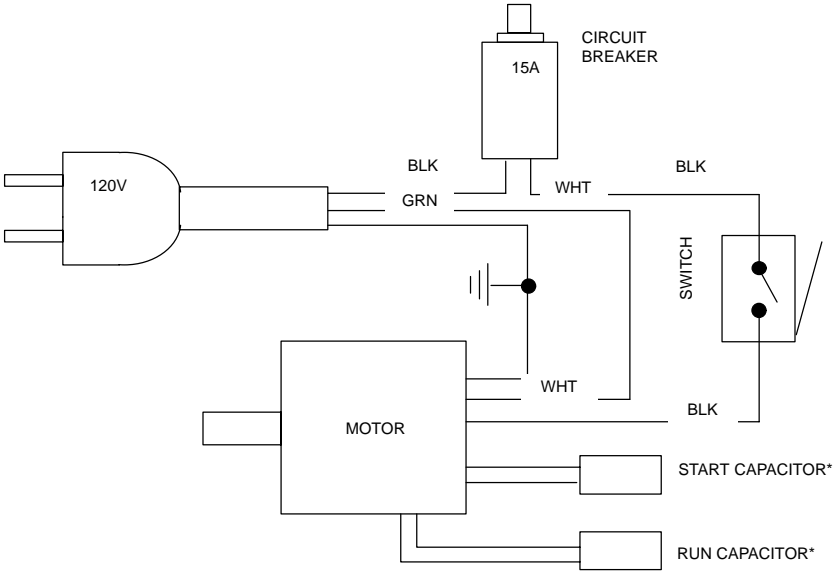 CIRCUIT
BREAKER
15A
BLK
BLK
120V
WHT
GRN
SWITCH
WHT
BLK
MOTOR
START CAPACITOR*
RUN CAPACITOR*